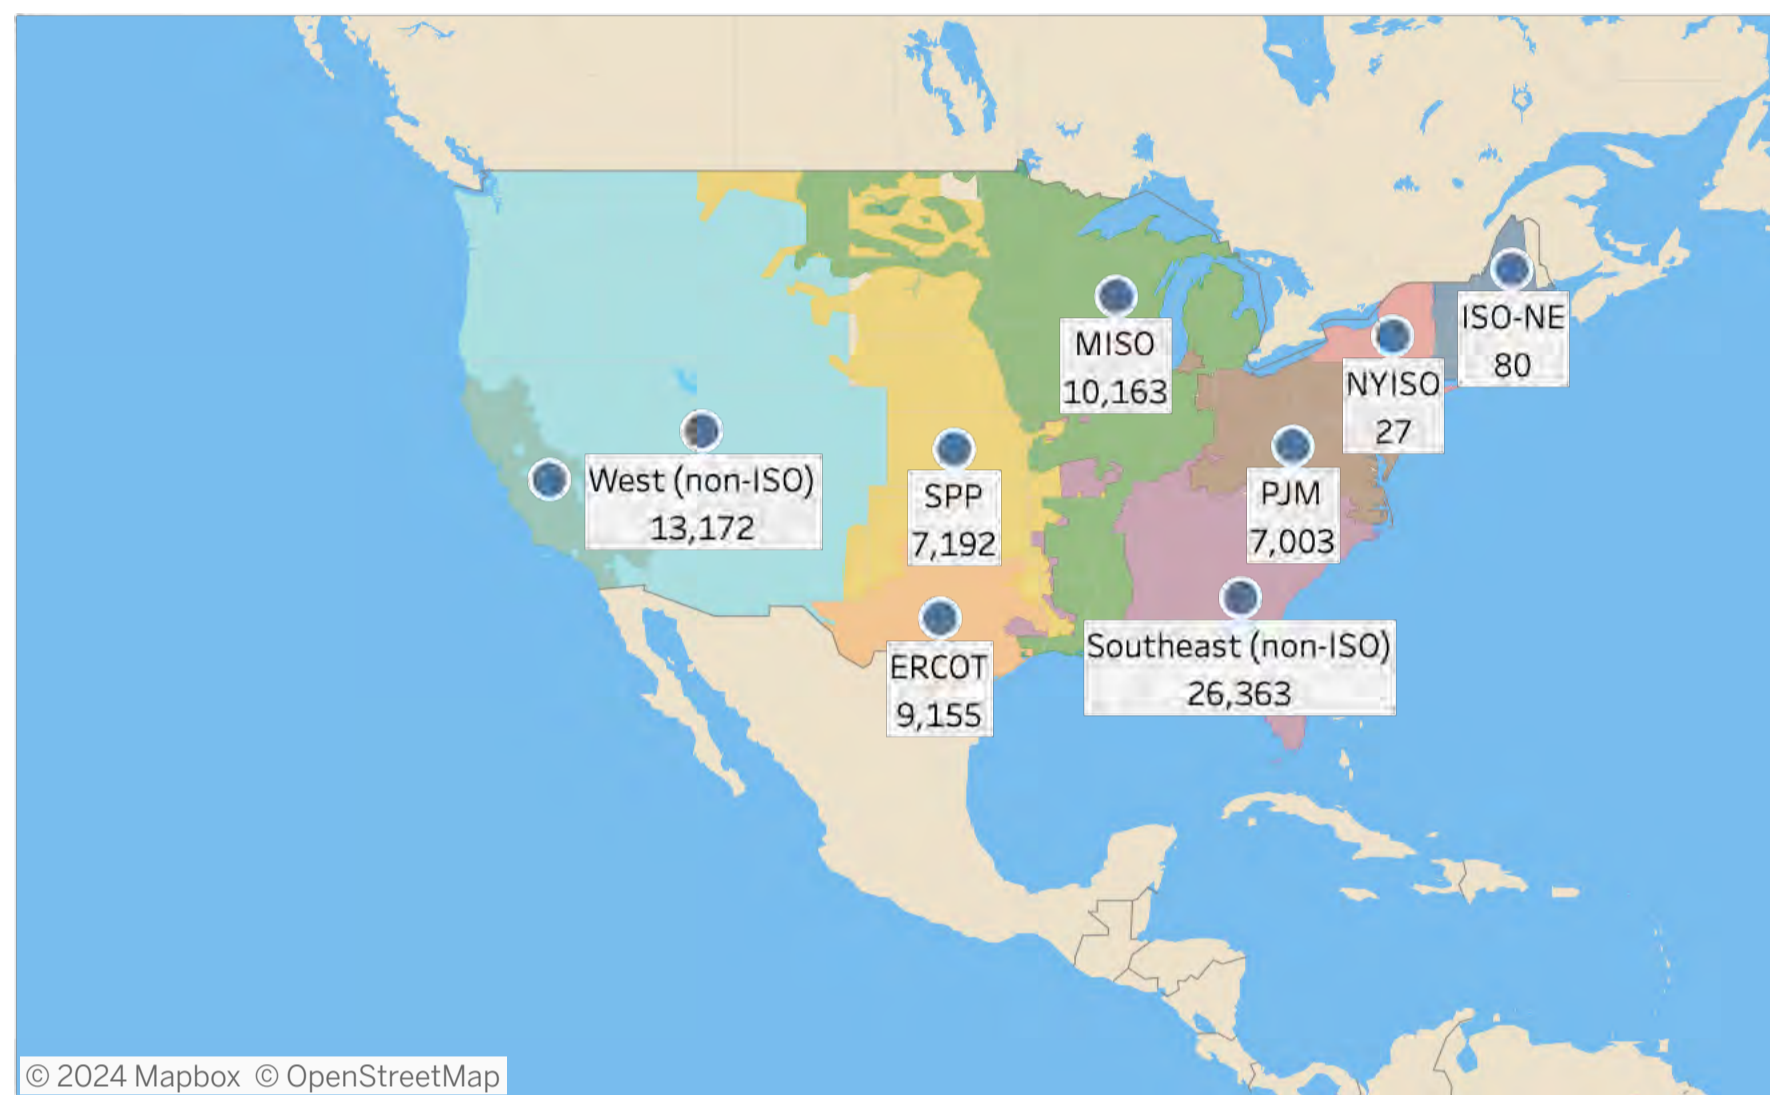 ISO-NE
80
MISO
10,163
NYISO
27
West (non-ISO)
13,172
SPP
7,192
PJM
7,003
ERCOT
9,155
Southeast (non-ISO)
26,363
© 2024 Mapbox © OpenStreetMap